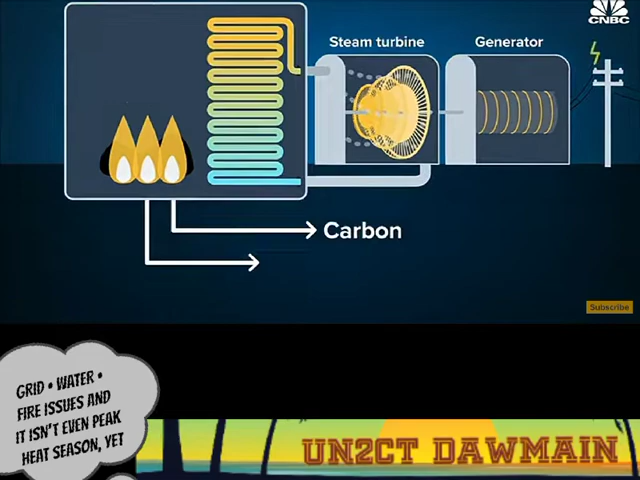 CNBC
Steam turbine
Generator
Carbon
Subscribe
GRID • WATER •
FIRE ISSUES AND
IT ISN'T EVEN PEAK
HEAT SEASON, YET
UN2CT DAWMAIN